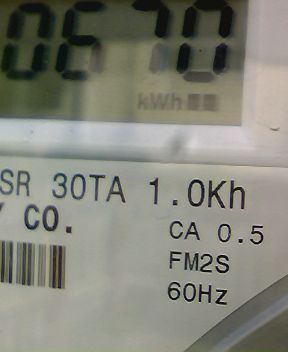 0670
kWh
SR 30TA 1.0Kh
Y CO.
CA 0.5
FM2S
60Hz